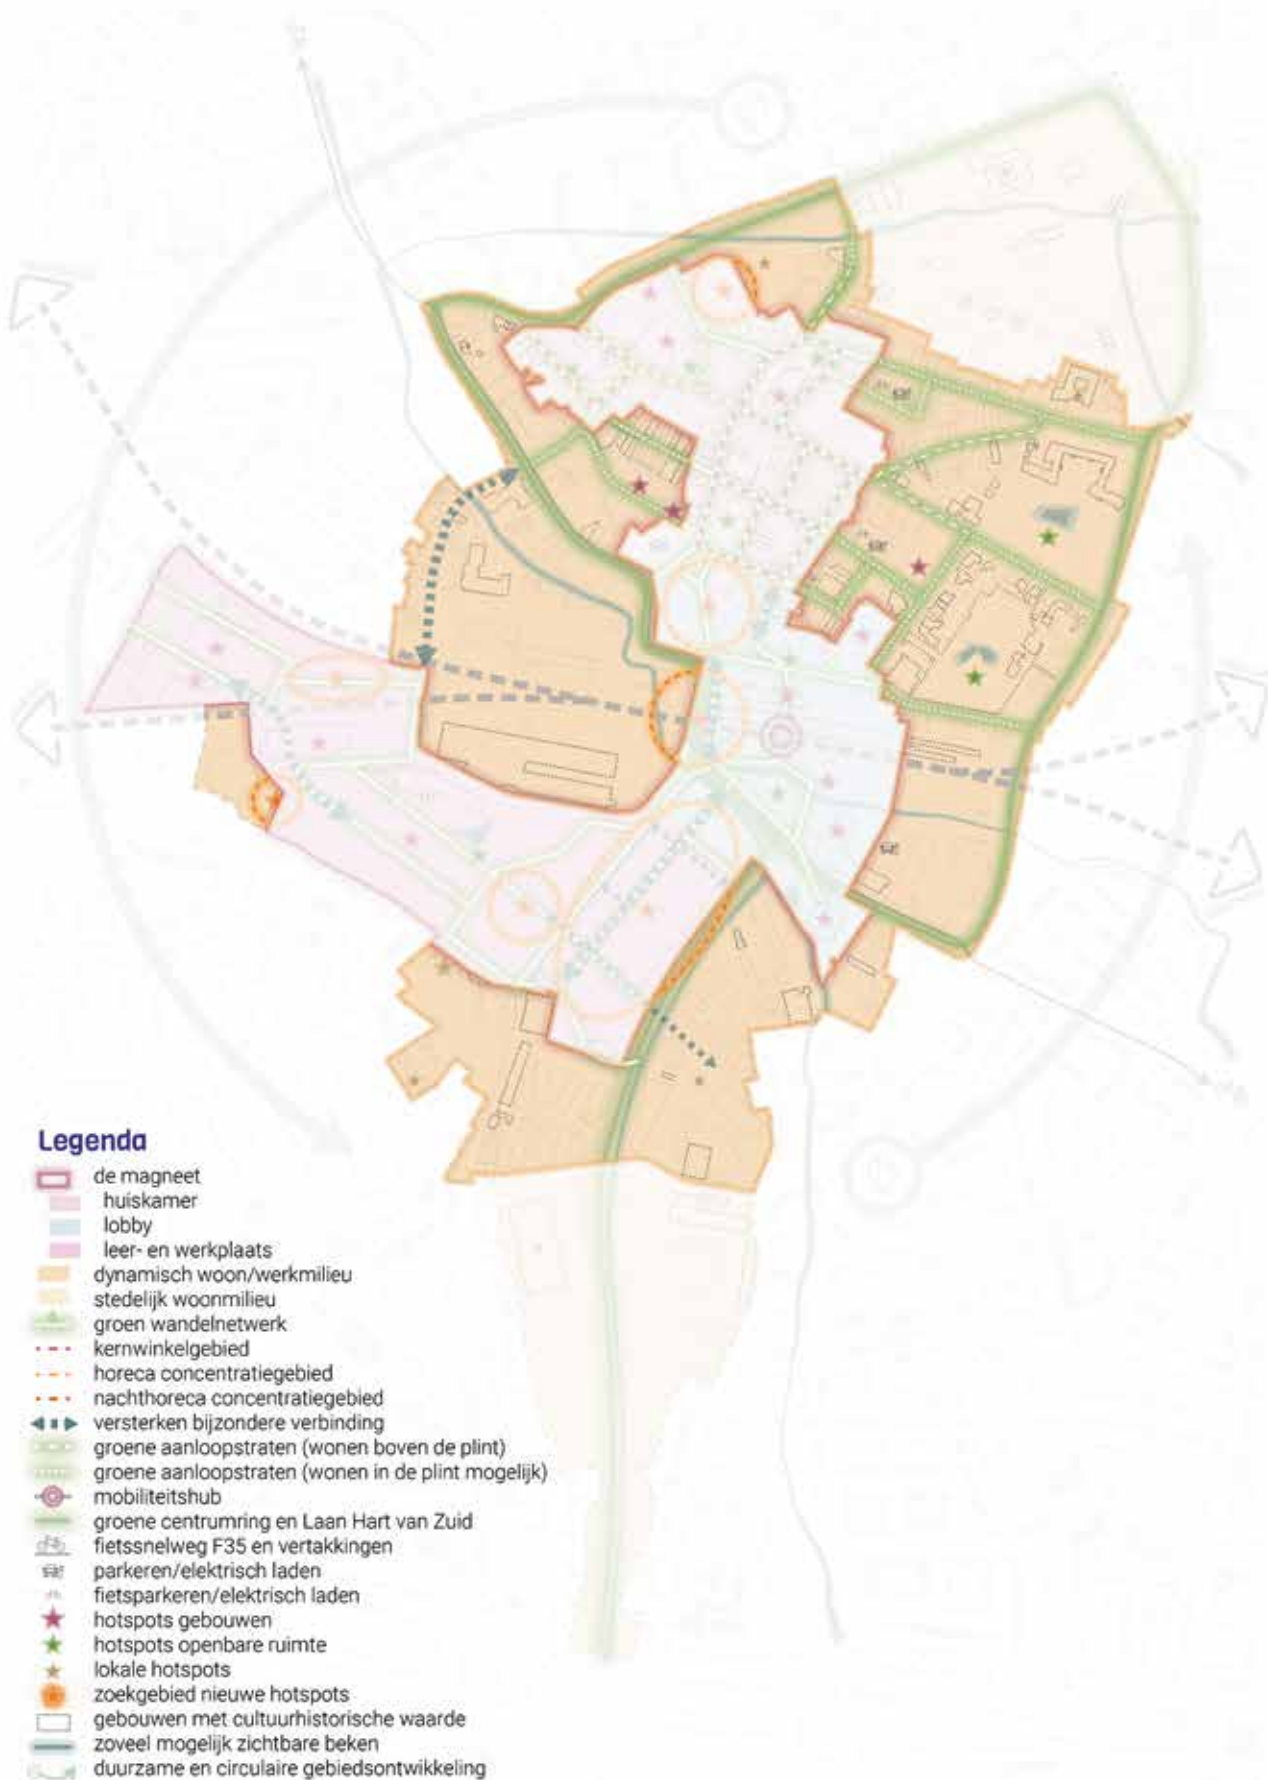 Legenda
de magneet
huiskamer
lobby
leer- en werkplaats
dynamisch woon/werkmilieu
stedelijk woonmilieu
groen wandelnetwerk
kernwinkelgebied
horeca concentratiegebied
nachthoreca concentratiegebied
versterken bijzondere verbinding
groene aanloopstraten (wonen boven de plint)
groene aanloopstraten (wonen in de plint mogelijk)
mobiliteitshub
groene centrumring en Laan Hart van Zuid
fietssnelweg F35 en vertakkingen
parkeren/elektrisch laden
fietsparkeren/elektrisch laden
hotspots gebouwen
hotspots openbare ruimte
lokale hotspots
zoekgebied nieuwe hotspots
gebouwen met cultuurhistorische waarde
zoveel mogelijk zichtbare beken
duurzame en circulaire gebiedsontwikkeling